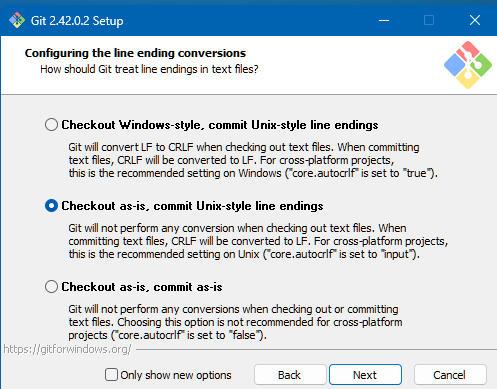 Git 2.42.0.2 Setup
Configuring the line ending conversions
How should Git treat line endings in text files?
Checkout Windows-style, commit Unix-style line endings
Git will convert LF to CRLF when checking out text files. When committing
text files, CRLF will be converted to LF. For cross-platform projects,
this is the recommended setting on Windows ("core.autocrlf" is set to "true").
Checkout as-is, commit Unix-style line endings
Git will not perform any conversion when checking out text files. When
committing text files, CRLF will be converted to LF. For cross-platform projects,
this is the recommended setting on Unix ("core.autocrlf" is set to "input").
Checkout as-is, commit as-is
Git will not perform any conversions when checking out or committing
text files. Choosing this option is not recommended for cross-platform
projects ("core.autocrlf" is set to "false").
https://gitforwindows.org/
Only show new options
Back
Next
Cancel